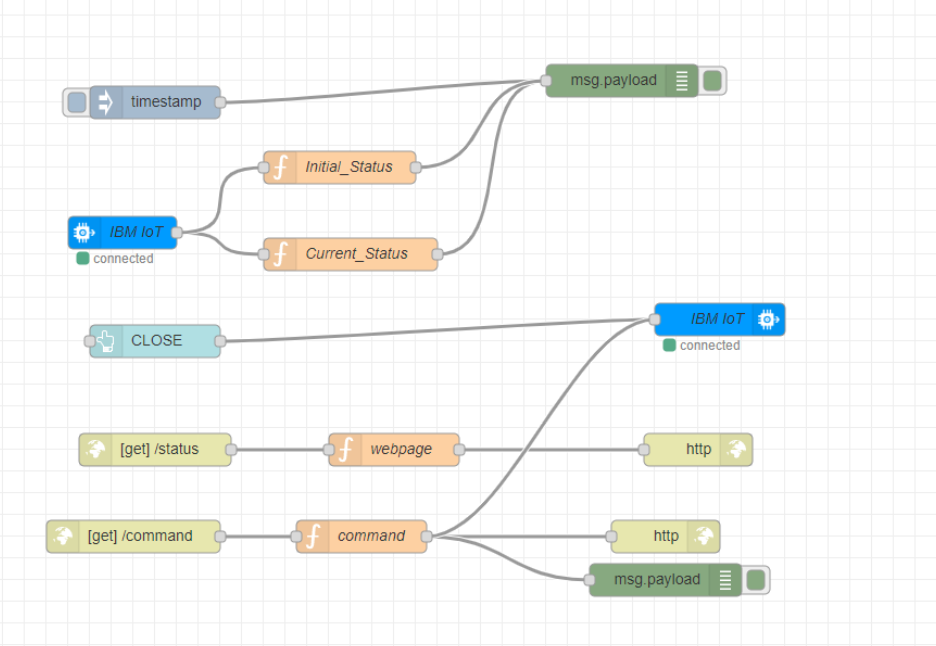 msg.payload
timestamp
Initial_Status
IBM IoT
connected
Current_Status
IBM IoT
connected
CLOSE
[get] /status
webpage
http
[get] /command
command
http
msg.payload